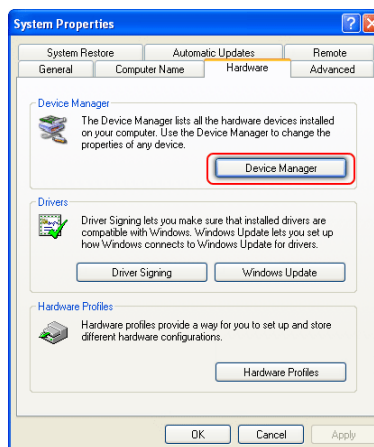 System Properties
System Restore Automatic Updates Remote
General Computer Name Hardware Advanced
Device Manager
The Device Manager lists all the hardware devices installed
on your computer. Use the Device Manager to change the
properties of any device.
Device Manager
Drivers
Driver Signing lets you make sure that installed drivers are
compatible with Windows. Windows Update lets you set up
how Windows connects to Windows Update for drivers.
Driver Signing Windows Update
Hardware Profiles
Hardware profiles provide a way for you to set up and store
different hardware configurations.
Hardware Profiles
OK Cancel Apply